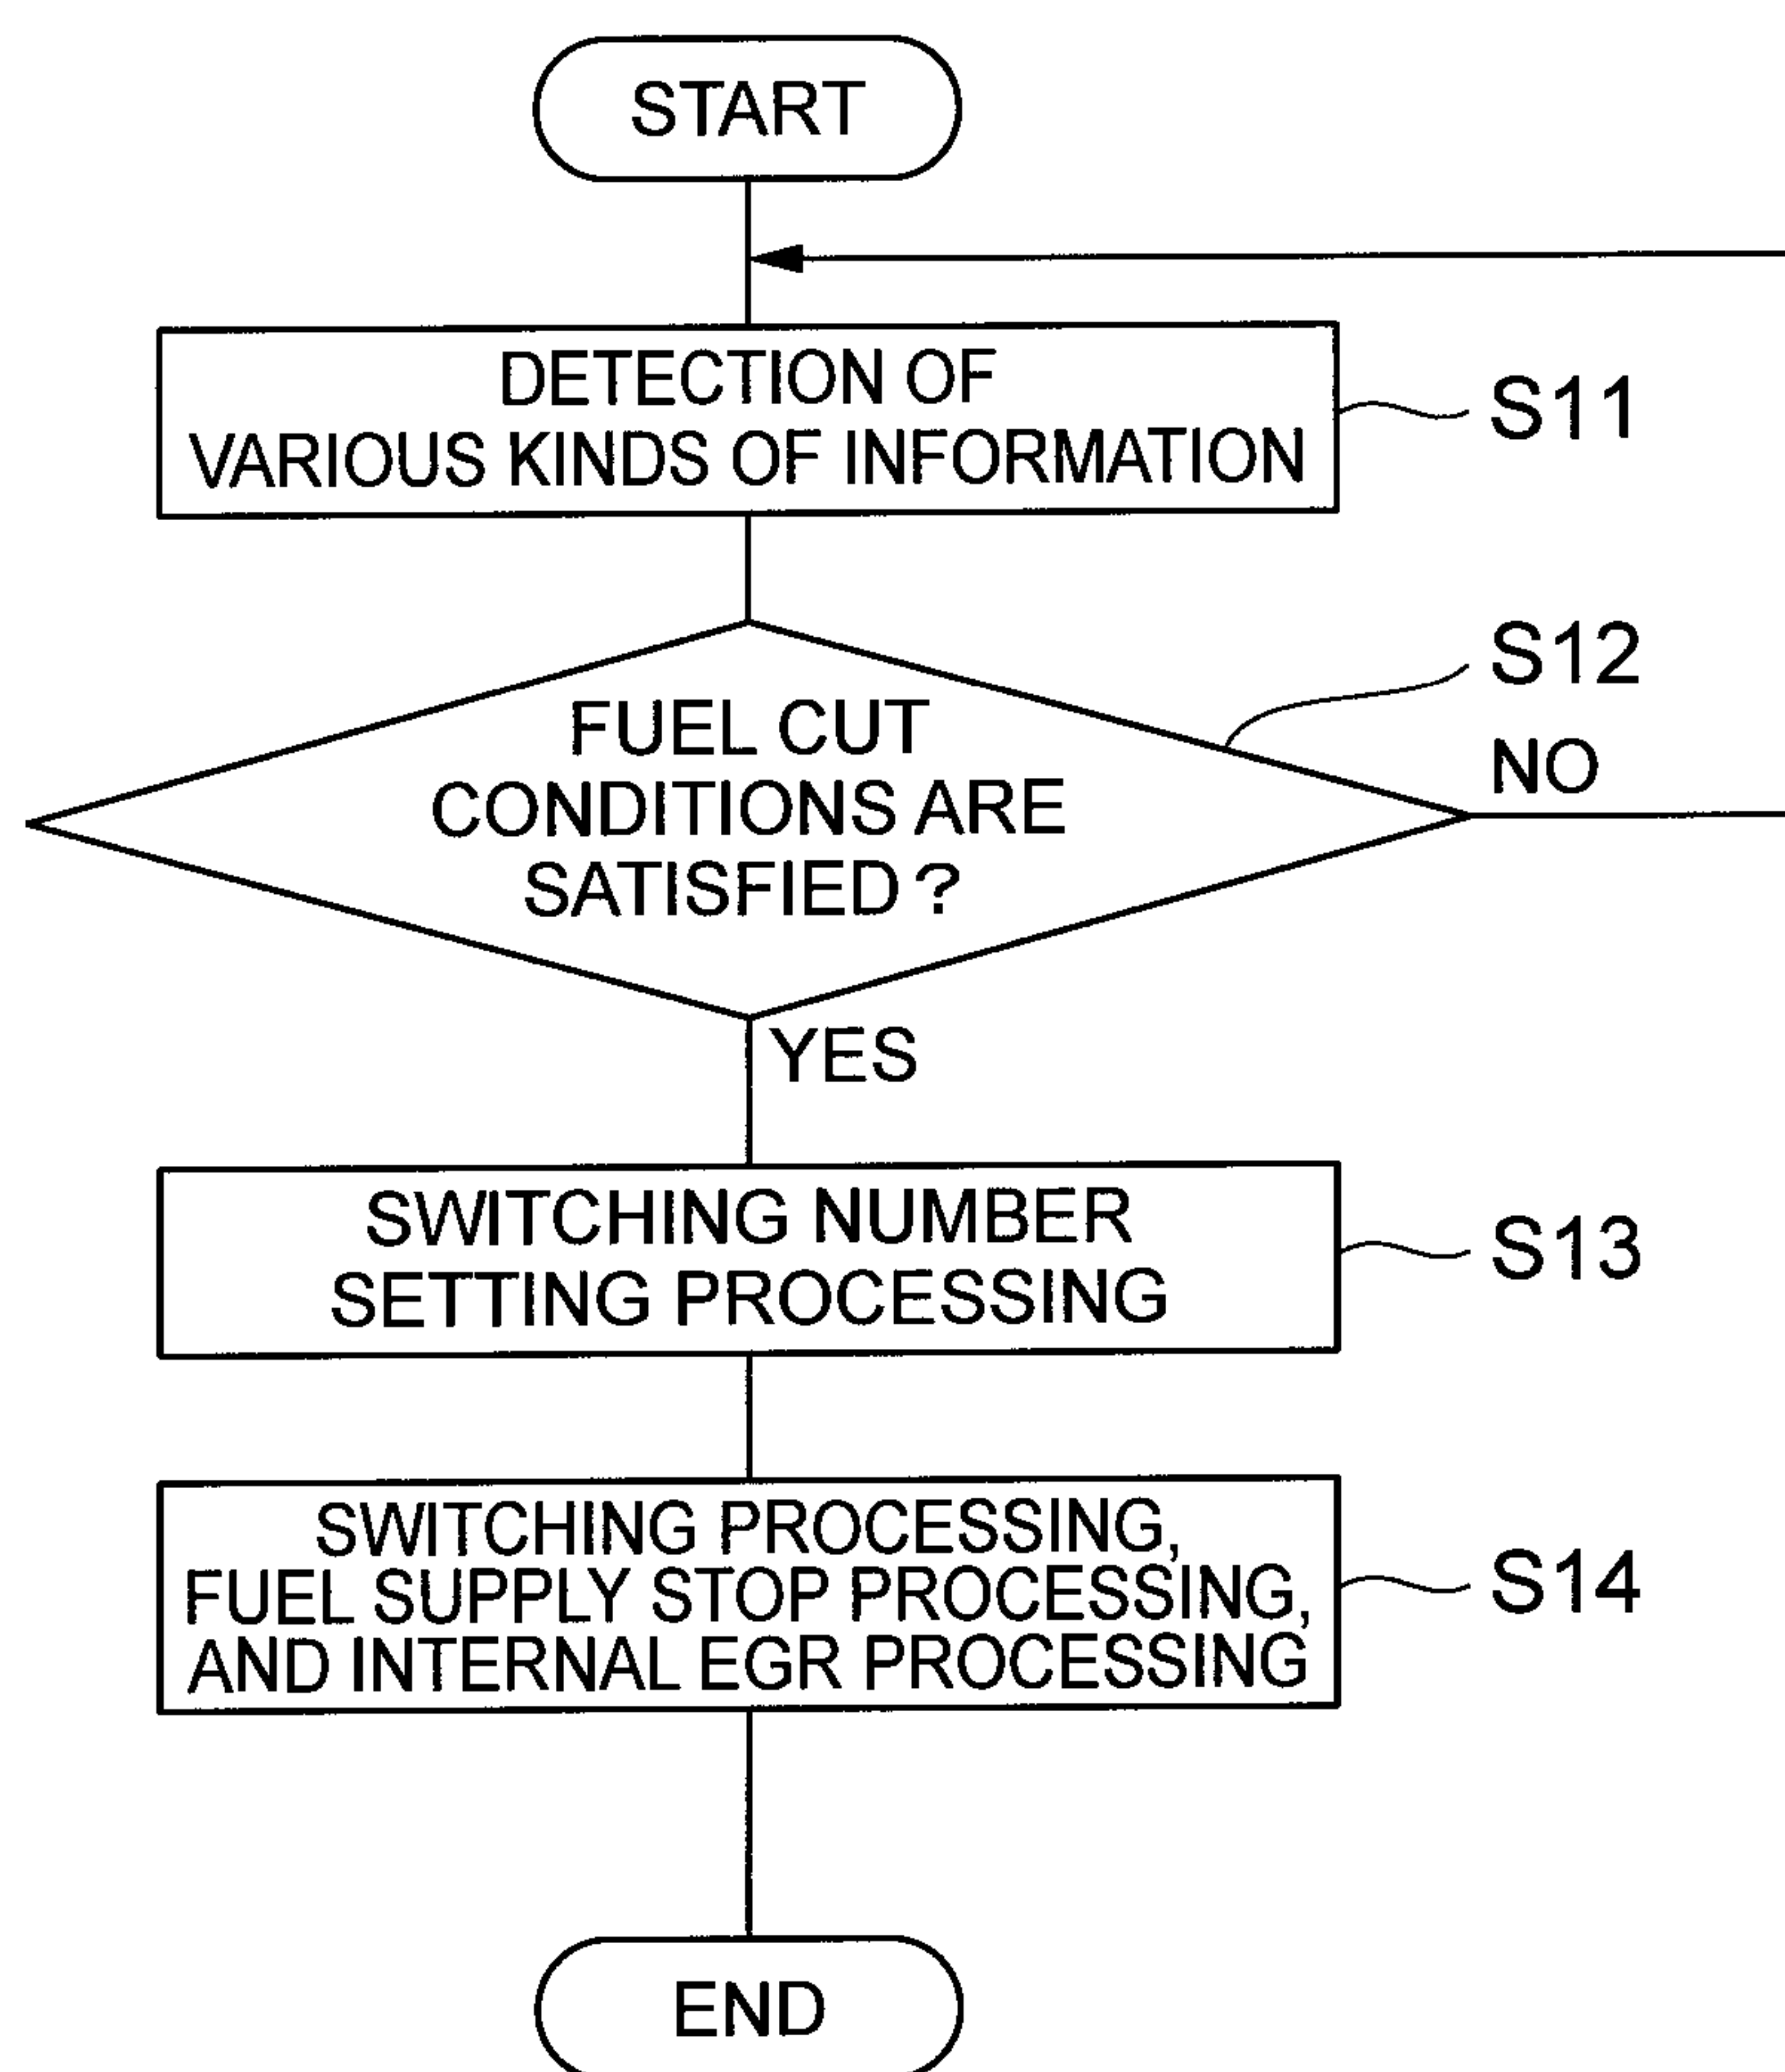 START
DETECTION OF
VARIOUS KINDS OF INFORMATION
S11
S12
FUEL CUT
CONDITIONS ARE
SATISFIED ?
NO
YES
SWITCHING NUMBER
SETTING PROCESSING
S13
SWITCHING PROCESSING,
FUEL SUPPLY STOP PROCESSING,
AND INTERNAL EGR PROCESSING
S14
END